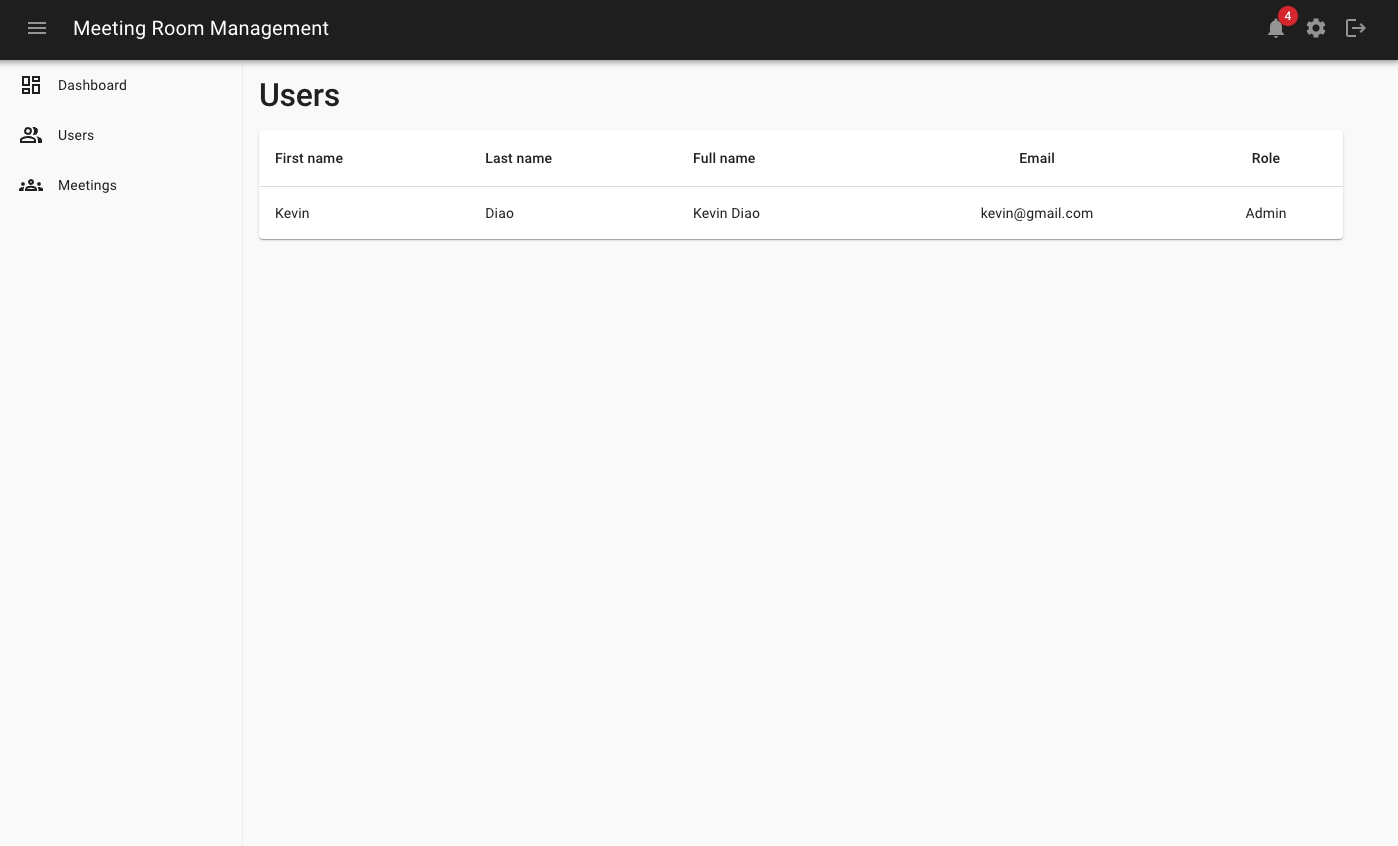 Meeting Room Management
4
Dashboard
Users
Meetings
Users
First name Last name Full name Email Role
Kevin Diao Kevin Diao kevin@gmail.com Admin